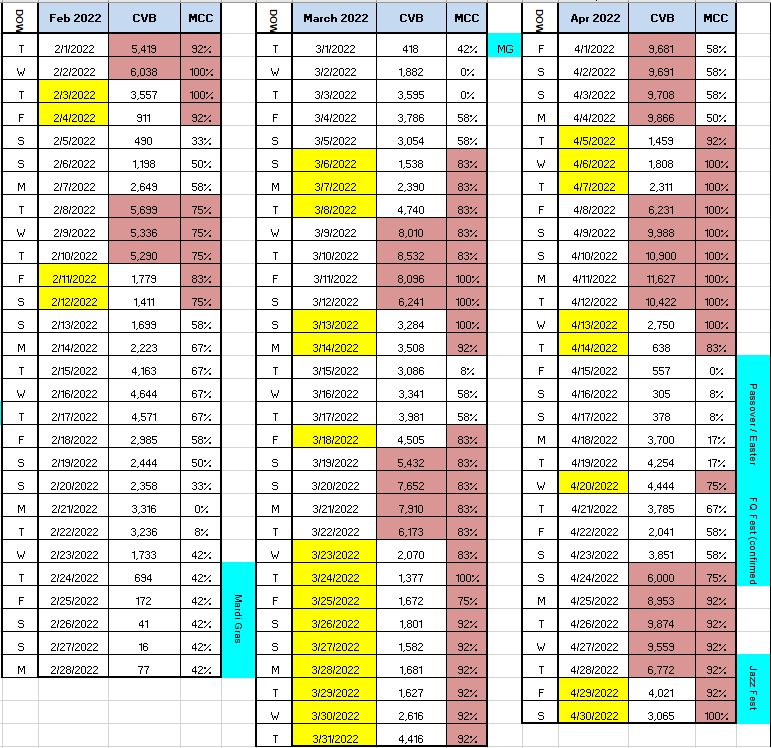 DOW Feb 2022 CVB MCC DOW March 2022 CVB MCC DOW Apr 2022 CVB MCC
T 2/1/2022 5,419 92% T 3/1/2022 418 42% MG F 4/1/2022 9,681 58%
W 2/2/2022 6,038 100% W 3/2/2022 1,882 0% S 4/2/2022 9,691 58%
T 2/3/2022 3,557 100% T 3/3/2022 3,595 0% S 4/3/2022 9,708 58%
F 2/4/2022 911 92% F 3/4/2022 3,786 58% M 4/4/2022 9,866 50%
S 2/5/2022 490 33% S 3/5/2022 3,054 58% T 4/5/2022 1,459 92%
S 2/6/2022 1,198 50% S 3/6/2022 1,538 83% W 4/6/2022 1,808 100%
M 2/7/2022 2,649 58% M 3/7/2022 2,390 83% T 4/7/2022 2,311 100%
T 2/8/2022 5,699 75% T 3/8/2022 4,740 83% F 4/8/2022 6,231 100%
W 2/9/2022 5,336 75% W 3/9/2022 8,010 83% S 4/9/2022 9,988 100%
T 2/10/2022 5,290 75% T 3/10/2022 8,532 83% S 4/10/2022 10,900 100%
F 2/11/2022 1,779 83% F 3/11/2022 8,096 100% M 4/11/2022 11,627 100%
S 2/12/2022 1,411 75% S 3/12/2022 6,241 100% T 4/12/2022 10,422 100%
S 2/13/2022 1,699 58% S 3/13/2022 3,284 100% W 4/13/2022 2,750 100%
M 2/14/2022 2,223 67% M 3/14/2022 3,508 92% T 4/14/2022 638 83%
T 2/15/2022 4,163 67% T 3/15/2022 3,086 8% F 4/15/2022 557 0%
W 2/16/2022 4,644 67% W 3/16/2022 3,341 58% S 4/16/2022 305 8%
T 2/17/2022 4,571 67% T 3/17/2022 3,981 58% S 4/17/2022 378 8%
F 2/18/2022 2,985 58% F 3/18/2022 4,505 83% M 4/18/2022 3,700 17%
S 2/19/2022 2,444 50% S 3/19/2022 5,432 83% T 4/19/2022 4,254 17%
S 2/20/2022 2,358 33% S 3/20/2022 7,652 83% W 4/20/2022 4,444 75%
M 2/21/2022 3,316 0% M 3/21/2022 7,910 83% T 4/21/2022 3,785 67%
T 2/22/2022 3,236 8% T 3/22/2022 6,173 83% F 4/22/2022 2,041 58%
W 2/23/2022 1,733 42% W 3/23/2022 2,070 83% S 4/23/2022 3,851 58%
T 2/24/2022 694 42% T 3/24/2022 1,377 100% S 4/24/2022 6,000 75%
F 2/25/2022 172 42% F 3/25/2022 1,672 75% M 4/25/2022 8,953 92%
S 2/26/2022 41 42% S 3/26/2022 1,801 92% T 4/26/2022 9,874 92%
S 2/27/2022 16 42% S 3/27/2022 1,582 92% W 4/27/2022 9,559 92%
M 2/28/2022 77 42% M 3/28/2022 1,681 92% T 4/28/2022 6,772 92%
T 3/29/2022 1,627 92% F 4/29/2022 4,021 92%
W 3/30/2022 2,616 92% S 4/30/2022 3,065 100%
T 3/31/2022 4,416 92%
Mardi Gras
Passover / Easter
FQ Fest (confirmed
Jazz Fest